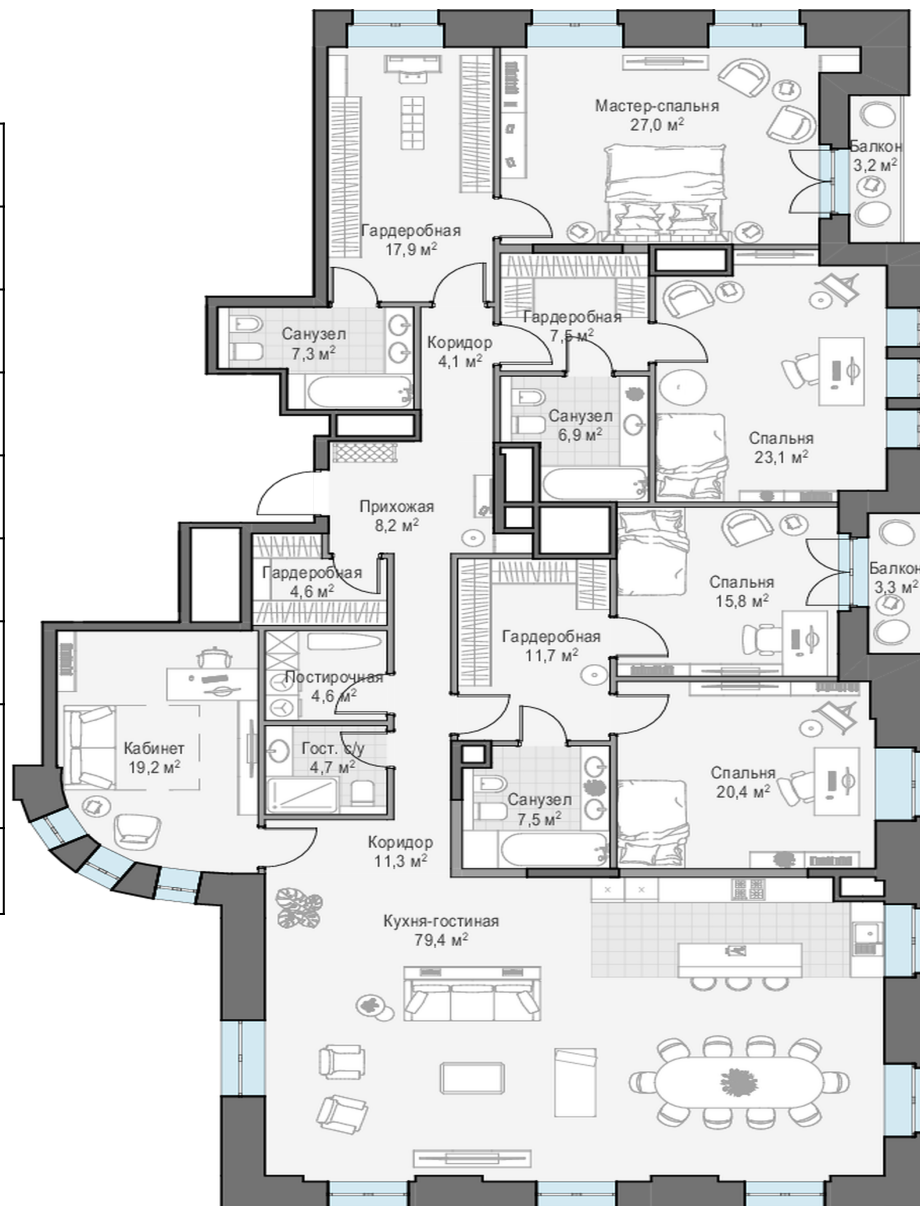 Мастер-спальня
27,0 м²
Балкон
3,2 м²
Гардеробная
17,9 м²
Гардеробная
7,5 м²
Санузел
7,3 м²
Коридор
4,1 м²
Санузел
6,9 м²
Спальня
23,1 м²
Прихожая
8,2 м²
Гардеробная
4,6 м²
Спальня
15,8 м²
Балкон
3,3 м²
Гардеробная
11,7 м²
Постирочная
4,6 м²
Кабинет
19,2 м²
Гост. с/у
4,7 м²
Спальня
20,4 м²
Санузел
7,5 м²
Коридор
11,3 м²
Кухня-гостиная
79,4 м²